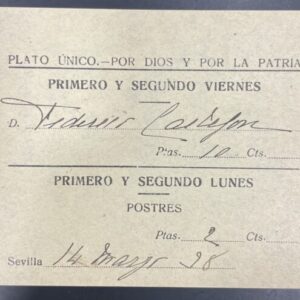 PLATO ÚNICO.—POR DIOS Y POR LA PATRIA
PRIMERO Y SEGUNDO VIERNES
D. Federico
Ptas. 10 Cts.
PRIMERO Y SEGUNDO LUNES
POSTRES
Ptas. 2 Cts.
Sevilla 14 Marzo 38